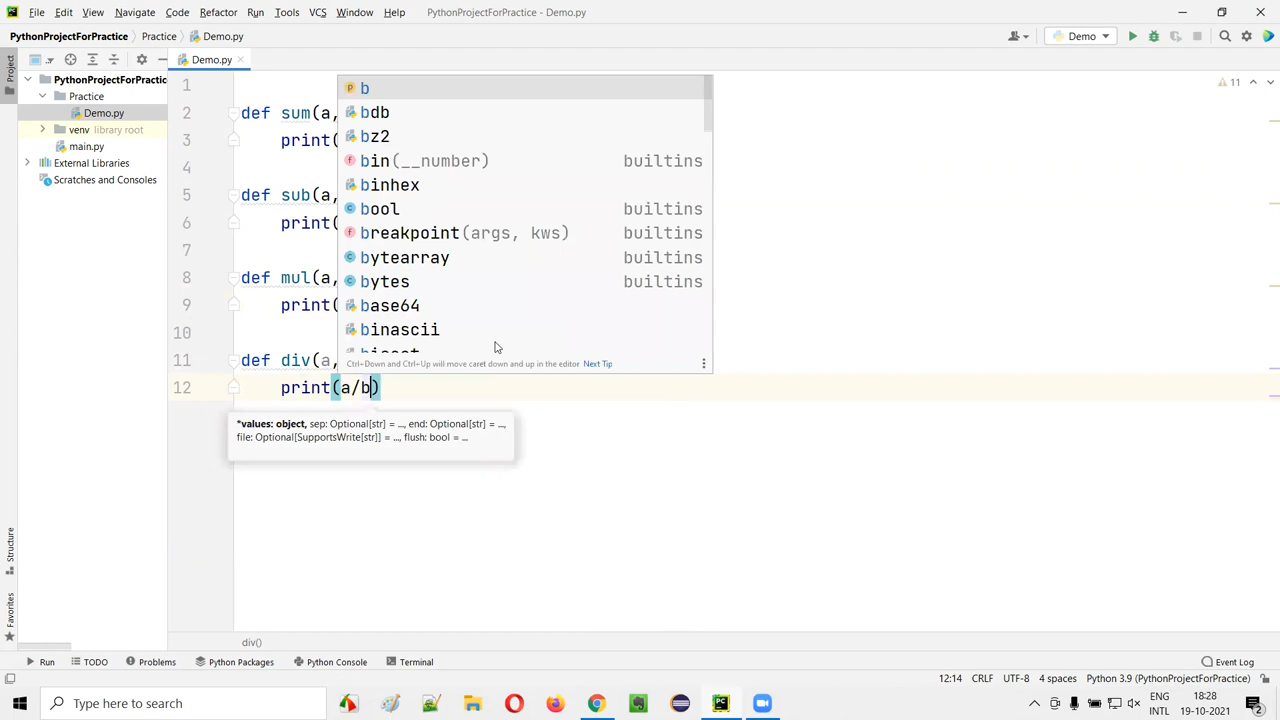 File Edit View Navigate Code Refactor Run Tools VCS Window Help PythonProjectForPractice - Demo.py
PythonProjectForPractice Practice Demo.py Demo
Project
Demo.py
PythonProjectForPractic
Practice
Demo.py
venv library root
main.py
External Libraries
Scratches and Consoles
11
1
2 def sum(a,
3 print(
4
5 def sub(a,
6 print(
7
8 def mul(a,
9 print(
10
11 def div(a,
12 print(a/b)
b
bdb
bz2
bin(__number) builtins
binhex
bool builtins
breakpoint(args, kws) builtins
bytearray builtins
bytes builtins
base64
binascii
Ctrl+Down and Ctrl+Up will move caret down and up in the editor Next Tip
*values: object, sep: Optional[str] = ..., end: Optional[str] = ...,
file: Optional[SupportsWrite[str]] = ..., flush: bool = ...
Structure
Favorites
div()
Run TODO Problems Python Packages Python Console Terminal Event Log
12:14 CRLF UTF-8 4 spaces Python 3.9 (PythonProjectForPractice)
Type here to search
ENG
INTL
18:28
19-10-2021
2